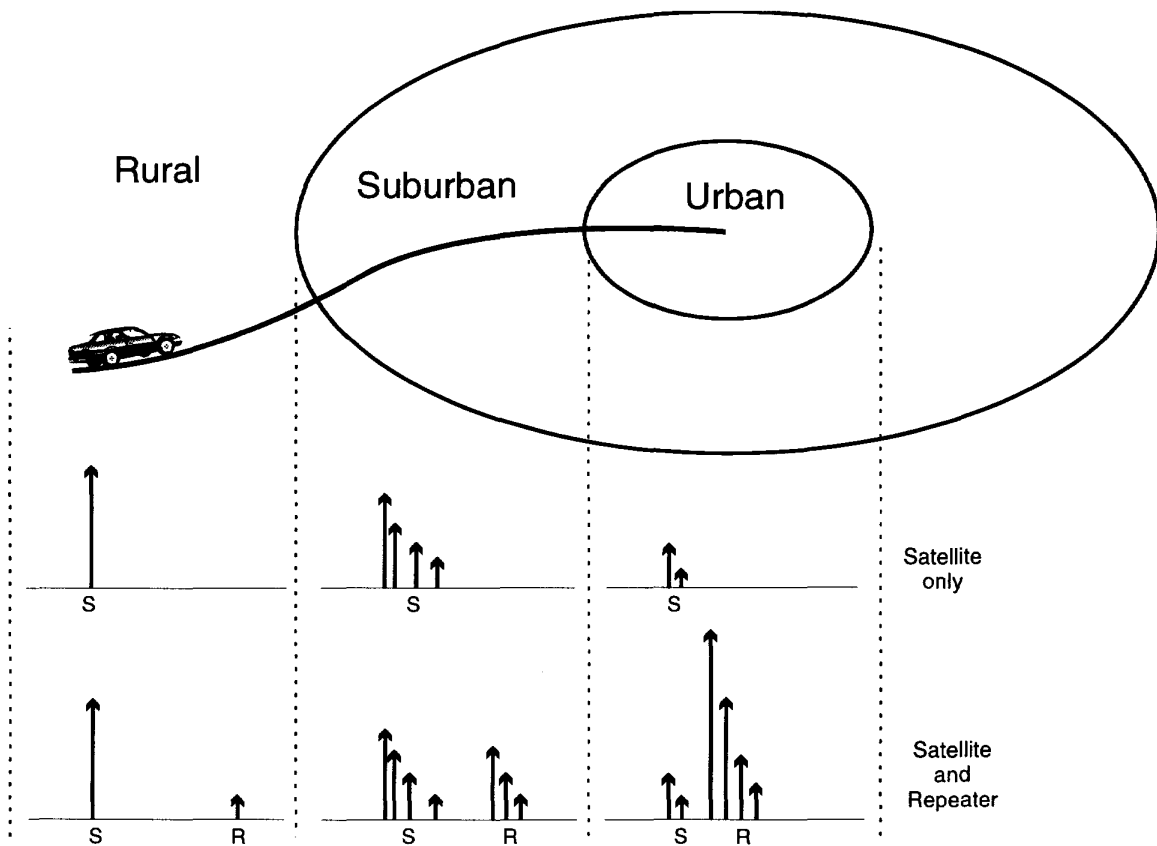 Rural
Suburban
Urban
S
S
S
Satellite
only
S
R
S
R
S
R
Satellite
and
Repeater